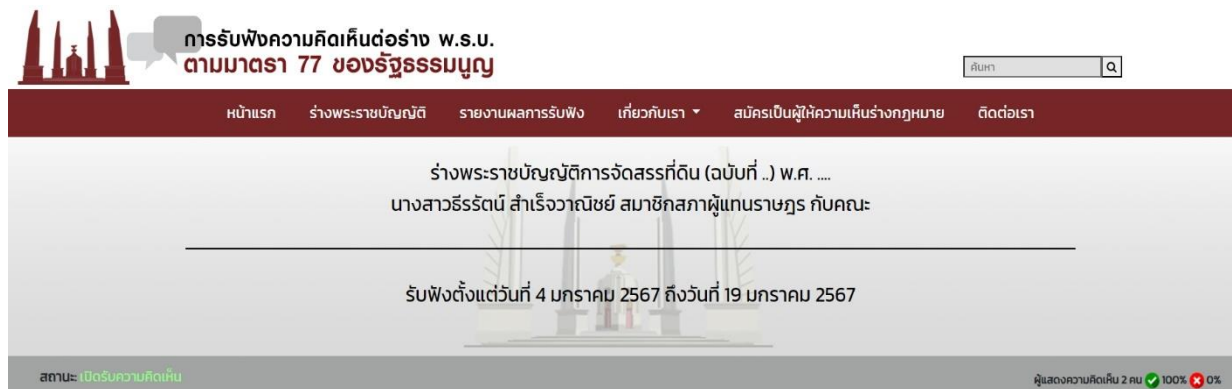 การรับฟังความคิดเห็นต่อร่าง พ.ร.บ.
ตามมาตรา 77 ของรัฐธรรมนูญ
ค้นหา
หน้าแรก ร่างพระราชบัญญัติ รายงานผลการรับฟัง เกี่ยวกับเรา สมัครเป็นผู้ให้ความเห็นร่างกฎหมาย ติดต่อเรา
ร่างพระราชบัญญัติการจัดสรรที่ดิน (ฉบับที่ ..) พ.ศ. ....
นางสาวธีรรัตน์ สำเร็จวาณิชย์ สมาชิกสภาผู้แทนราษฎร กับคณะ
รับฟังตั้งแต่วันที่ 4 มกราคม 2567 ถึงวันที่ 19 มกราคม 2567
สถานะ: เปิดรับความคิดเห็น
ผู้แสดงความคิดเห็น 2 คน 100% 0%